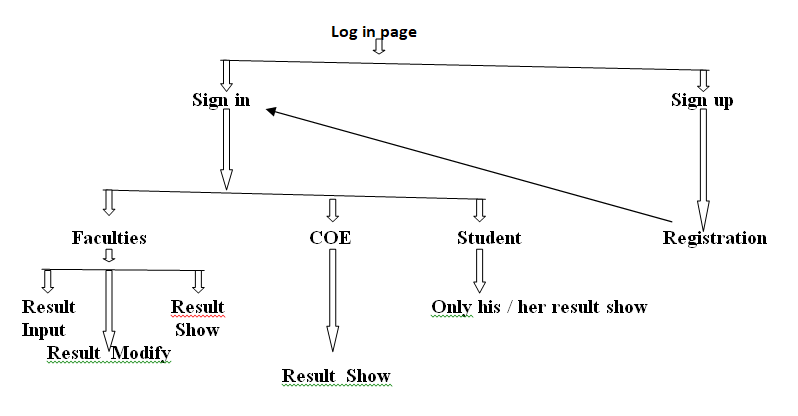 Log in page
Sign in
Sign up
Faculties
COE
Student
Registration
Result
Input
Result
Show
Only his / her result show
Result Modify
Result Show